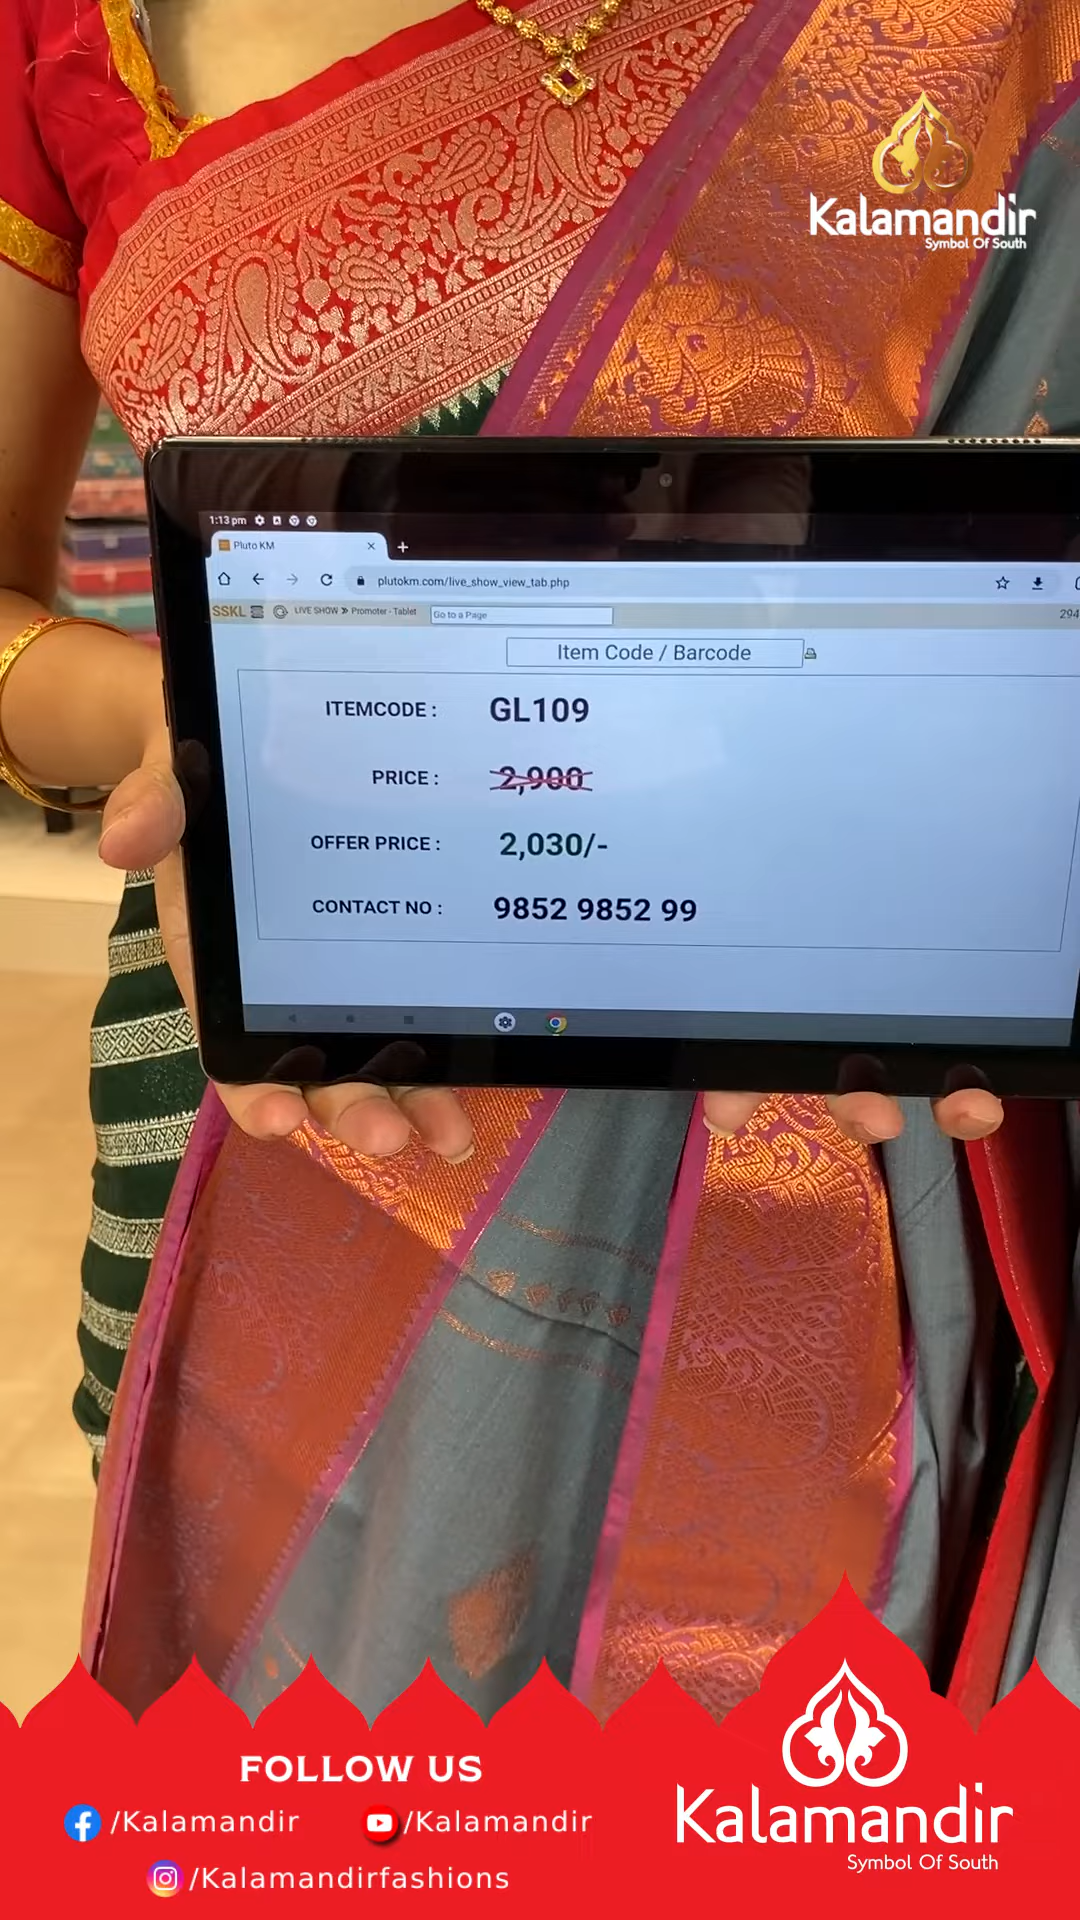 Kalamandir
Symbol Of South
1:13 pm
Pluto KM
plutokm.com/live_show_view_tab.php
SSKL
LIVE SHOW
Promoter - Tablet
Go to a Page
294
Item Code / Barcode
ITEMCODE : GL109
PRICE : 2,900
OFFER PRICE : 2,030/-
CONTACT NO : 9852 9852 99
FOLLOW US
/Kalamandir
/Kalamandir
/Kalamandirfashions
Kalamandir
Symbol Of South